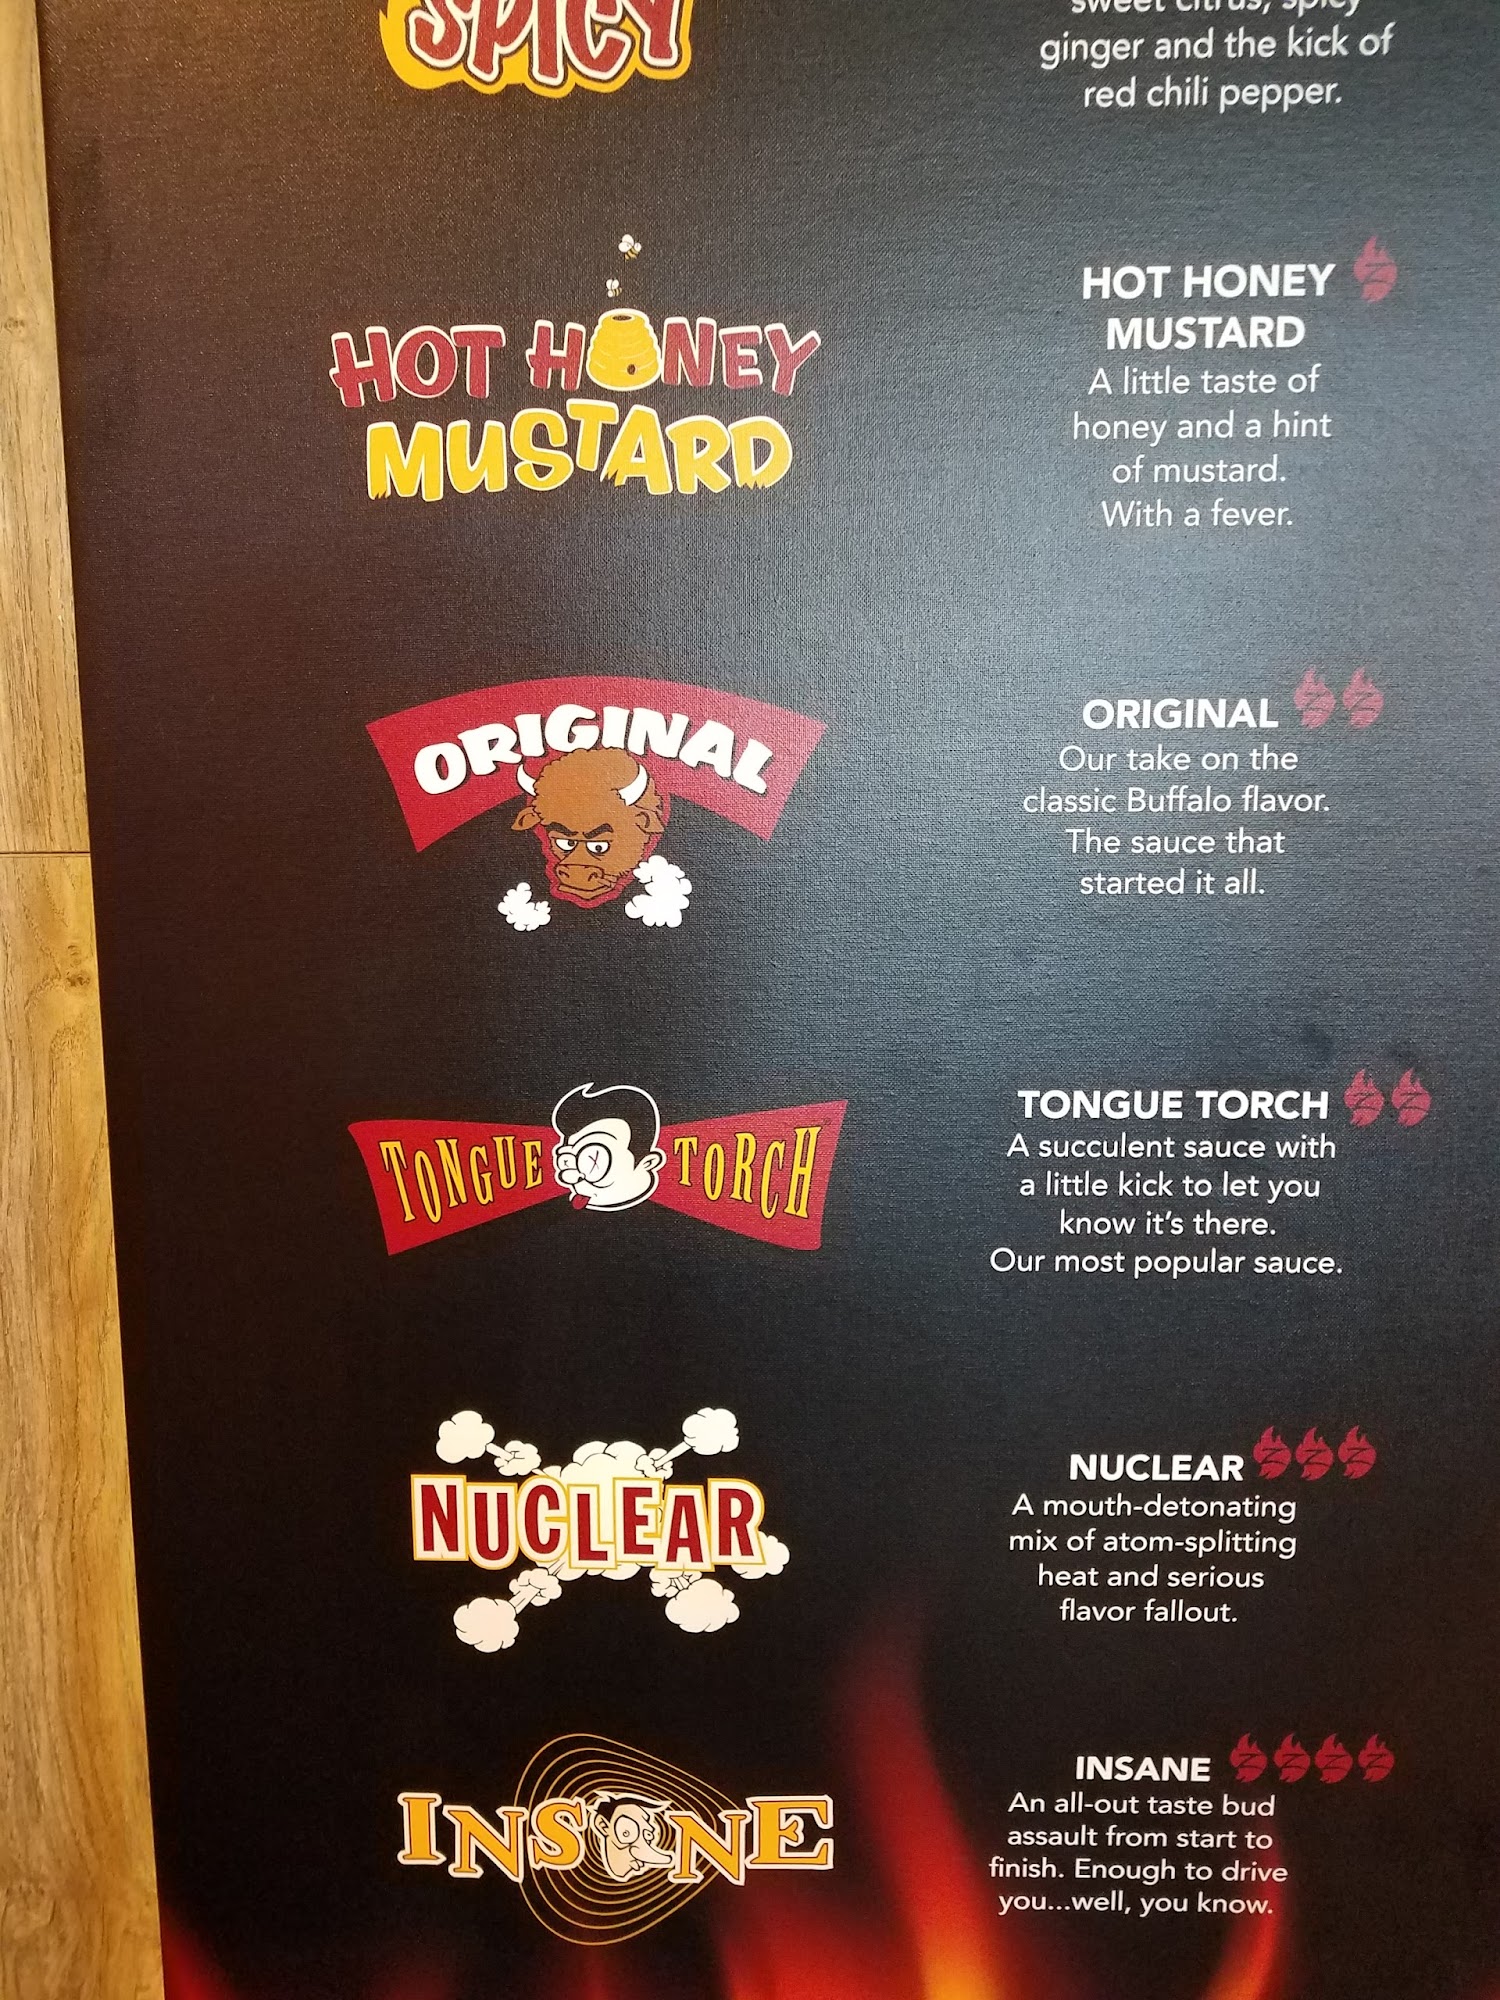 SPICY
sweet citrus, spicy
ginger and the kick of
red chili pepper.
HOT HONEY
MUSTARD
HOT HONEY
MUSTARD
A little taste of
honey and a hint
of mustard.
With a fever.
ORIGINAL
ORIGINAL
Our take on the
classic Buffalo flavor.
The sauce that
started it all.
TONGUE TORCH
TONGUE TORCH
A succulent sauce with
a little kick to let you
know it's there.
Our most popular sauce.
NUCLEAR
NUCLEAR
A mouth-detonating
mix of atom-splitting
heat and serious
flavor fallout.
INSANE
INSANE
An all-out taste bud
assault from start to
finish. Enough to drive
you...well, you know.